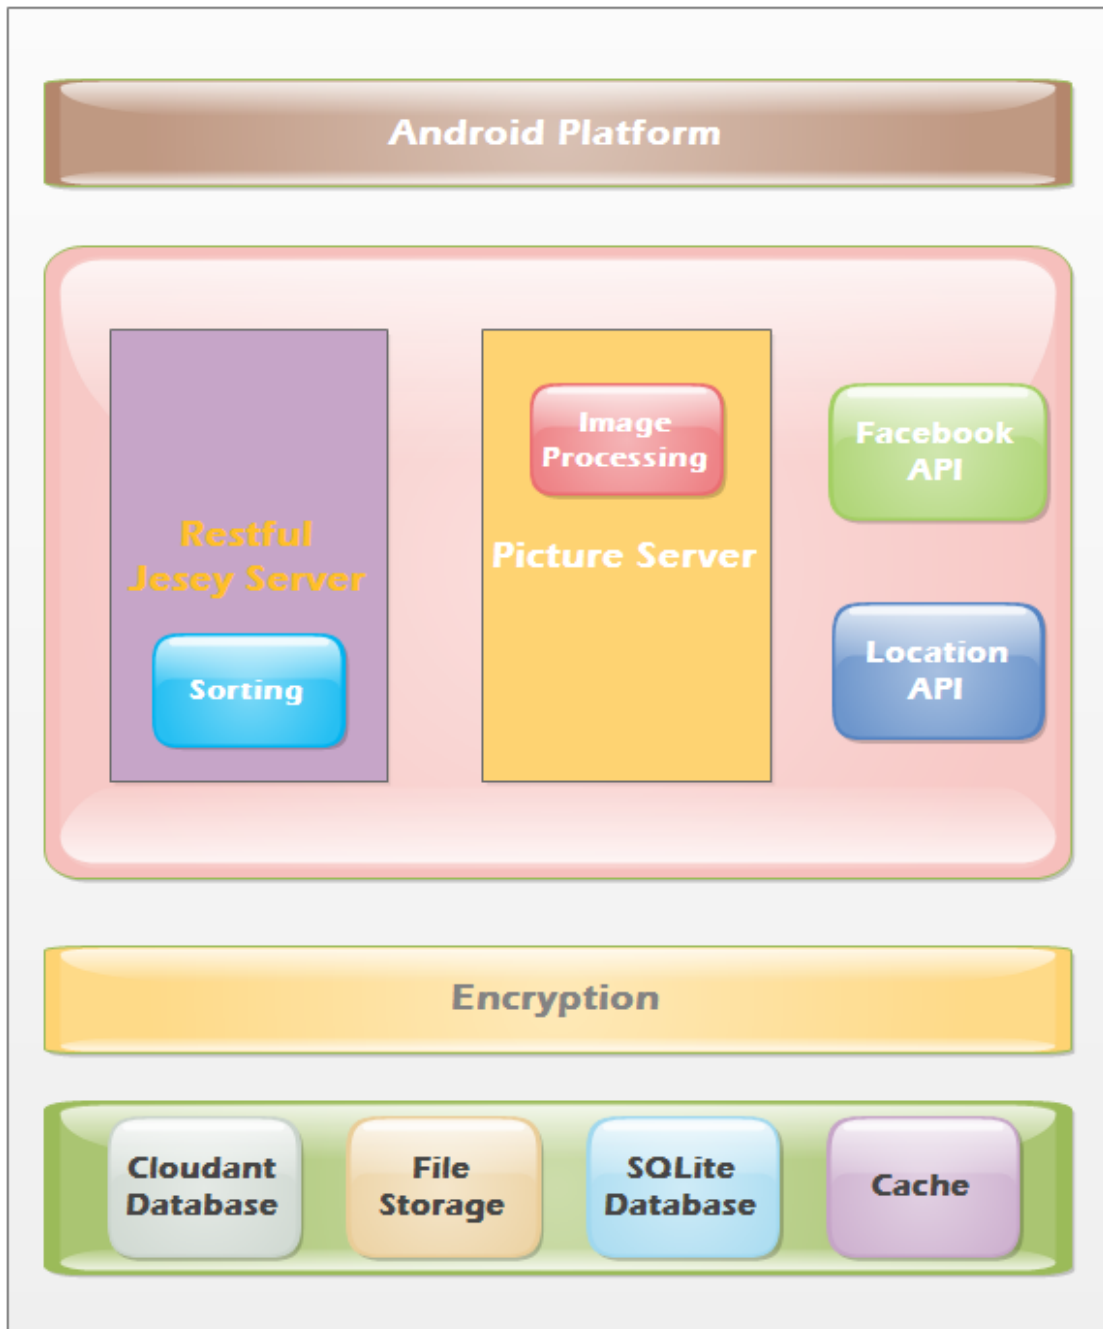 Android Platform
Restful
Jesey Server
Sorting
Image
Processing
Picture Server
Facebook
API
Location
API
Encryption
Cloudant
Database
File
Storage
SQLite
Database
Cache